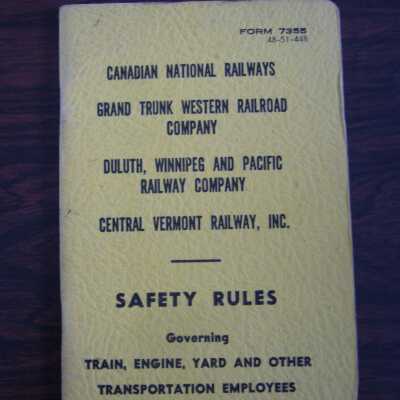 FORM 7355
48-51-448
CANADIAN NATIONAL RAILWAYS
GRAND TRUNK WESTERN RAILROAD
COMPANY
DULUTH, WINNIPEG AND PACIFIC
RAILWAY COMPANY
CENTRAL VERMONT RAILWAY, INC.
SAFETY RULES
Governing
TRAIN, ENGINE, YARD AND OTHER
TRANSPORTATION EMPLOYEES